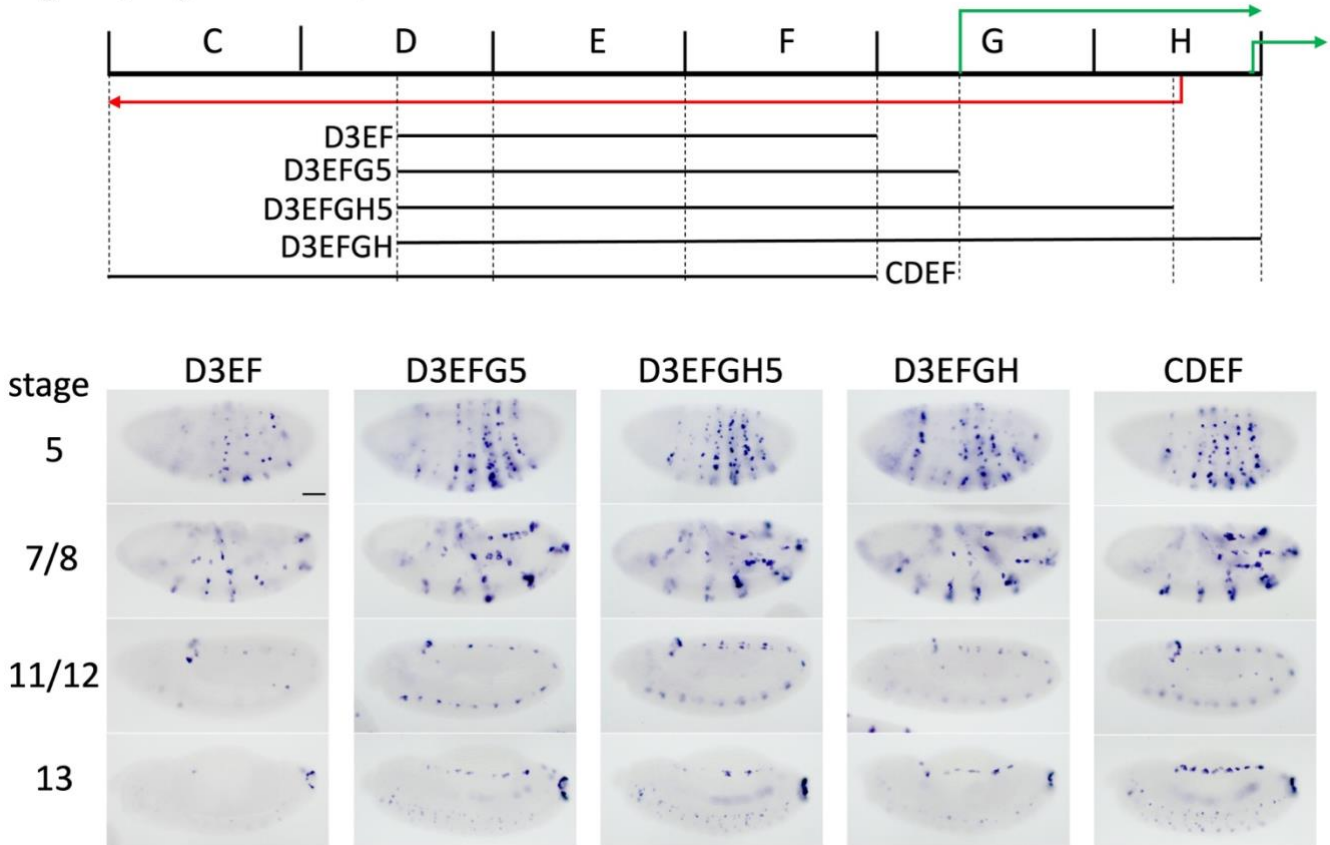 C D E F G H
D3EF
D3EFG5
D3EFGH5
D3EFGH
CDEF
stage D3EF D3EFG5 D3EFGH5 D3EFGH CDEF
5
7/8
11/12
13